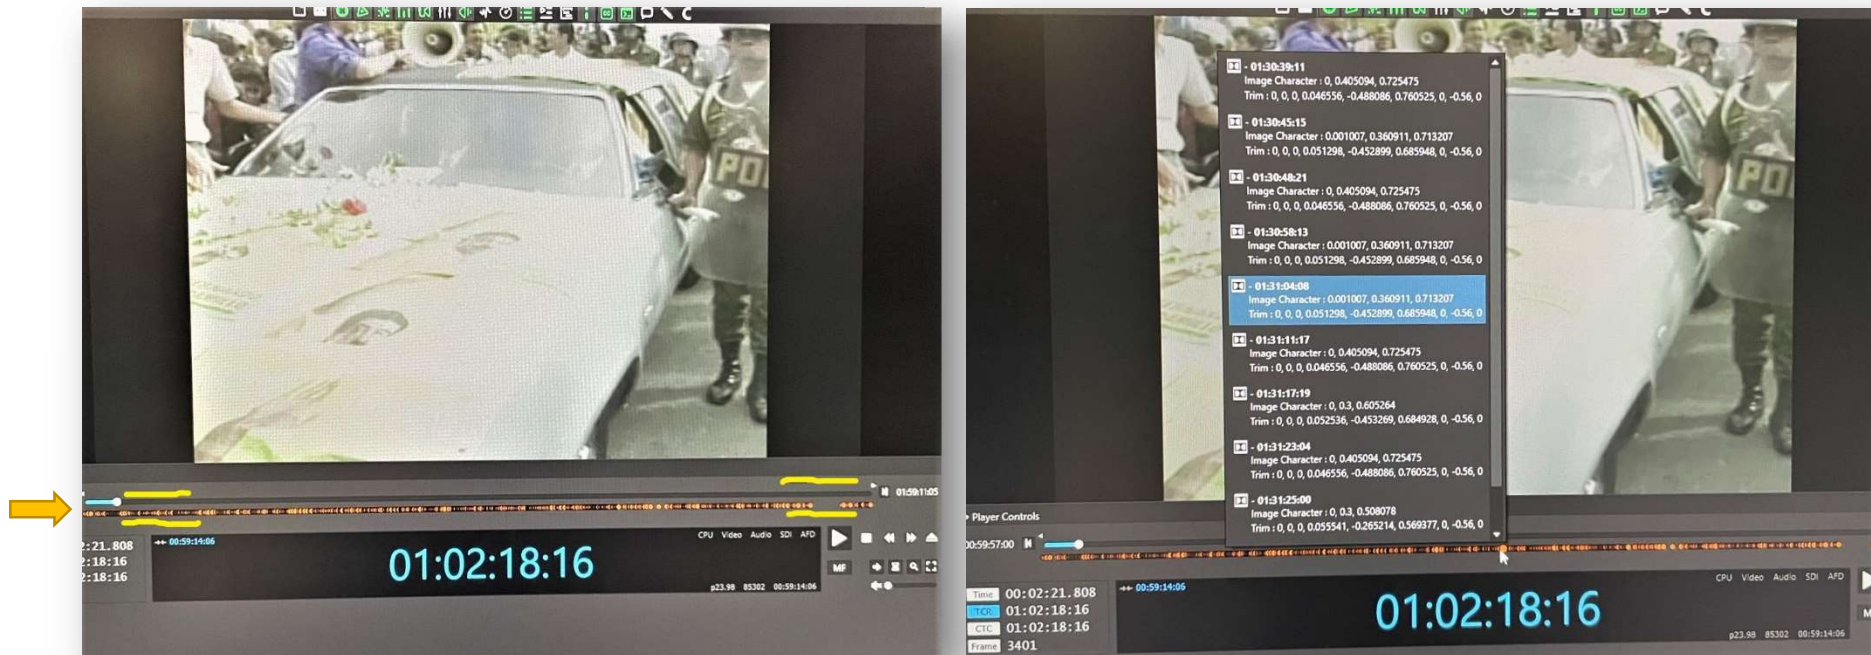 POL
01:59:11:05
2:21.808
2:18:16
2:18:16
00:59:14:06
01:02:18:16
CPU Video Audio SDI AFD
p23.98 85302 00:59:14:06
MF
- 01:30:39:11
Image Character : 0, 0.405094, 0.725475
Trim : 0, 0, 0, 0.046556, -0.488086, 0.760525, 0, -0.56, 0
- 01:30:45:15
Image Character : 0.001007, 0.360911, 0.713207
Trim : 0, 0, 0, 0.051298, -0.452899, 0.685948, 0, -0.56, 0
- 01:30:48:21
Image Character : 0, 0.405094, 0.725475
Trim : 0, 0, 0, 0.046556, -0.488086, 0.760525, 0, -0.56, 0
- 01:30:58:13
Image Character : 0.001007, 0.360911, 0.713207
Trim : 0, 0, 0, 0.051298, -0.452899, 0.685948, 0, -0.56, 0
- 01:31:04:08
Image Character : 0.001007, 0.360911, 0.713207
Trim : 0, 0, 0, 0.051298, -0.452899, 0.685948, 0, -0.56, 0
- 01:31:11:17
Image Character : 0, 0.405094, 0.725475
Trim : 0, 0, 0, 0.046556, -0.488086, 0.760525, 0, -0.56, 0
- 01:31:17:19
Image Character : 0, 0.3, 0.605264
Trim : 0, 0, 0, 0.052536, -0.453269, 0.684928, 0, -0.56, 0
- 01:31:23:04
Image Character : 0, 0.405094, 0.725475
Trim : 0, 0, 0, 0.046556, -0.488086, 0.760525, 0, -0.56, 0
- 01:31:25:00
Image Character : 0, 0.3, 0.508078
Trim : 0, 0, 0, 0.055541, -0.265214, 0.569377, 0, -0.56, 0
POL
Player Controls
00:59:57:00
Time 00:02:21.808
TCR 01:02:18:16
CTC 01:02:18:16
Frame 3401
00:59:14:06
01:02:18:16
CPU Video Audio SDI AFD
p23.98 85302 00:59:14:06
M